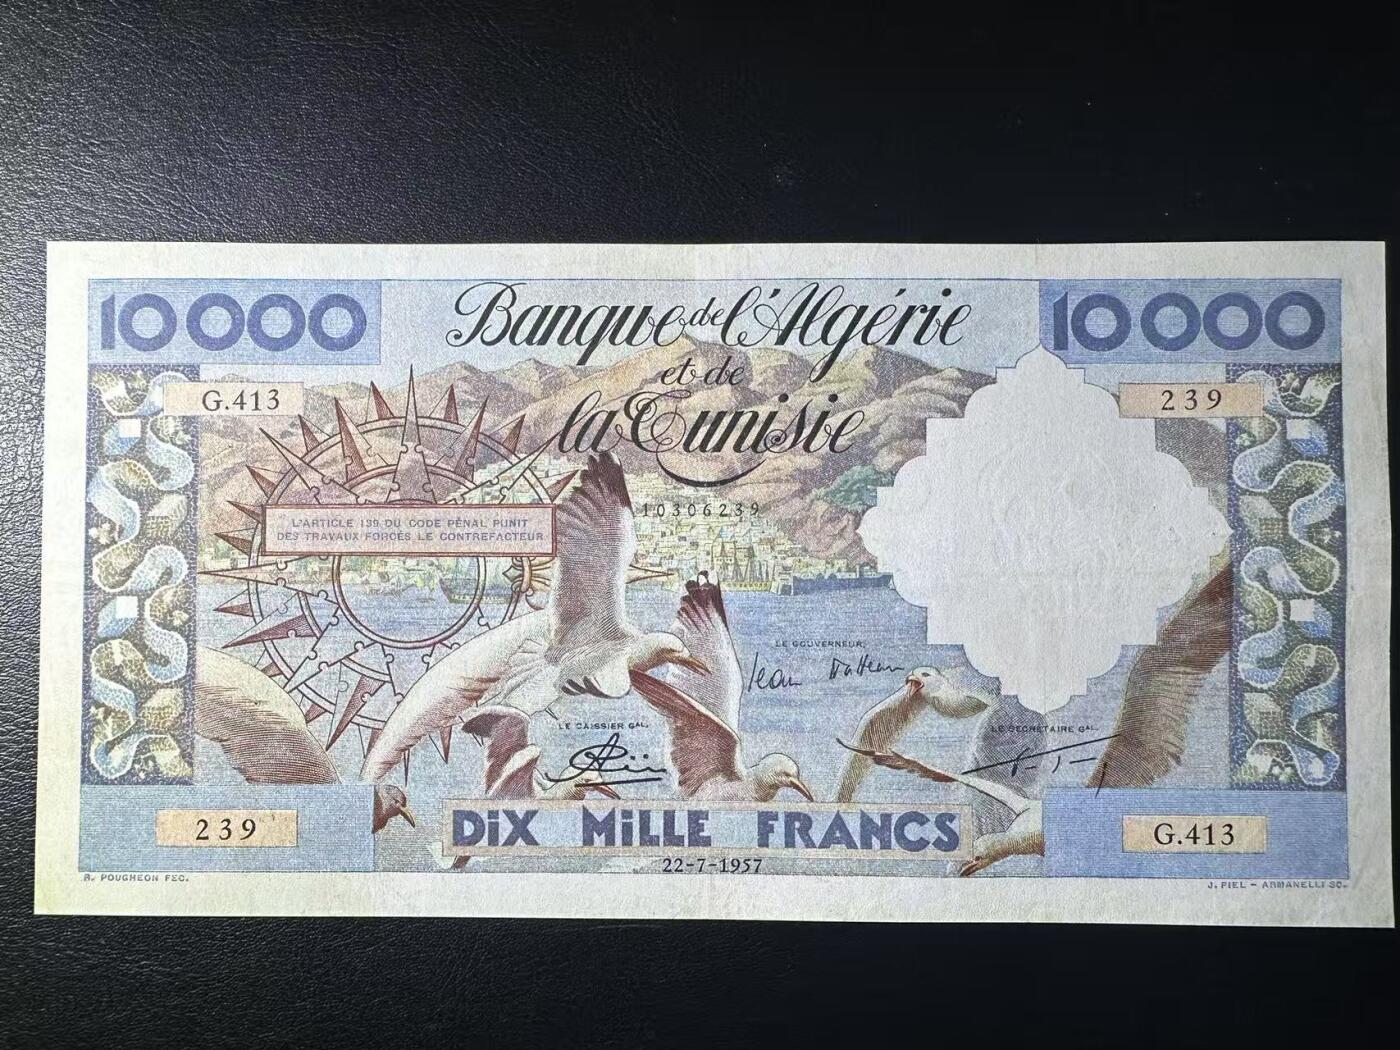 10000
Banque de l'Algérie
10000
et de
la Tunisie
G.413
239
10306239
L'ARTICLE 139 DU CODE PÉNAL PUNIT
DES TRAVAUX FORCÉS LE CONTREFACTEUR
LE GOUVERNEUR,
LE CAISSIER GAL.
LE SECRÉTAIRE GAL.
239
DiX MiLLE FRANCS
G.413
22-7-1957
R. POUGHEON FEC.
J. PIEL - ARMANELLI SC.